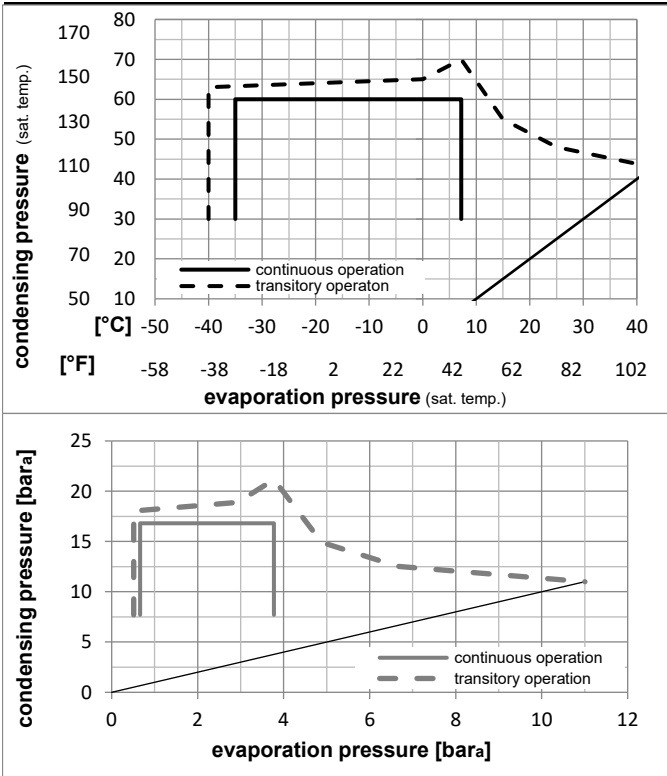 condensing pressure (sat. temp.)
170 80
150 70
60
130 50
110 40
90 30
70 20
50 10
continuous operation
transitory operaton
[°C] -50 -40 -30 -20 -10 0 10 20 30 40
[°F] -58 -38 -18 2 22 42 62 82 102
evaporation pressure (sat. temp.)
condensing pressure [bara]
25
20
15
10
5
0
continuous operation
transitory operation
0 2 4 6 8 10 12
evaporation pressure [bara]